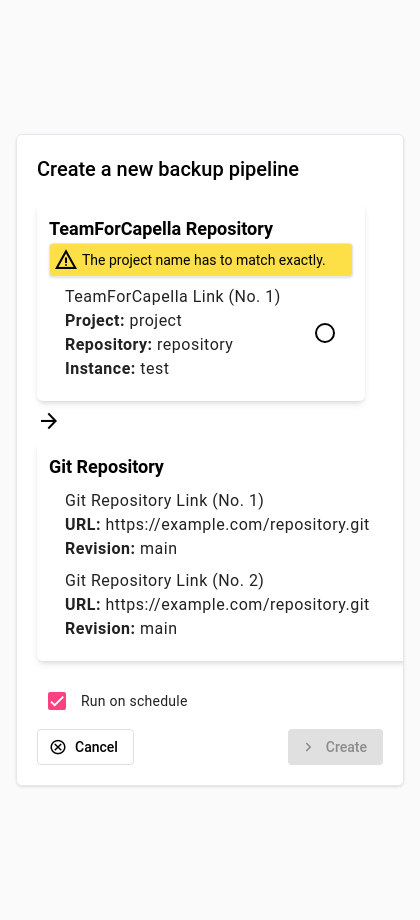 Create a new backup pipeline
TeamForCapella Repository
The project name has to match exactly.
TeamForCapella Link (No. 1)
Project: project
Repository: repository
Instance: test
Git Repository
Git Repository Link (No. 1)
URL: https://example.com/repository.git
Revision: main
Git Repository Link (No. 2)
URL: https://example.com/repository.git
Revision: main
Run on schedule
Cancel
Create